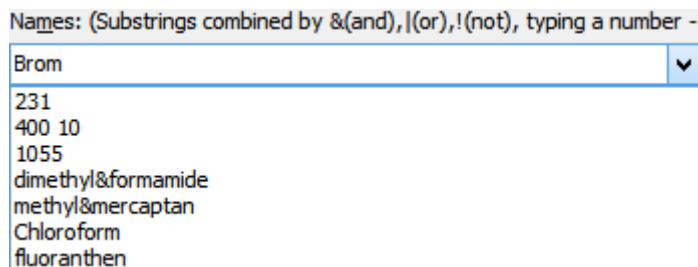 Names: (Substrings combined by &(and),|(or),!(not), typing a number -
Brom
231
400 10
1055
dimethyl&formamide
methyl&mercaptan
Chloroform
fluoranthen